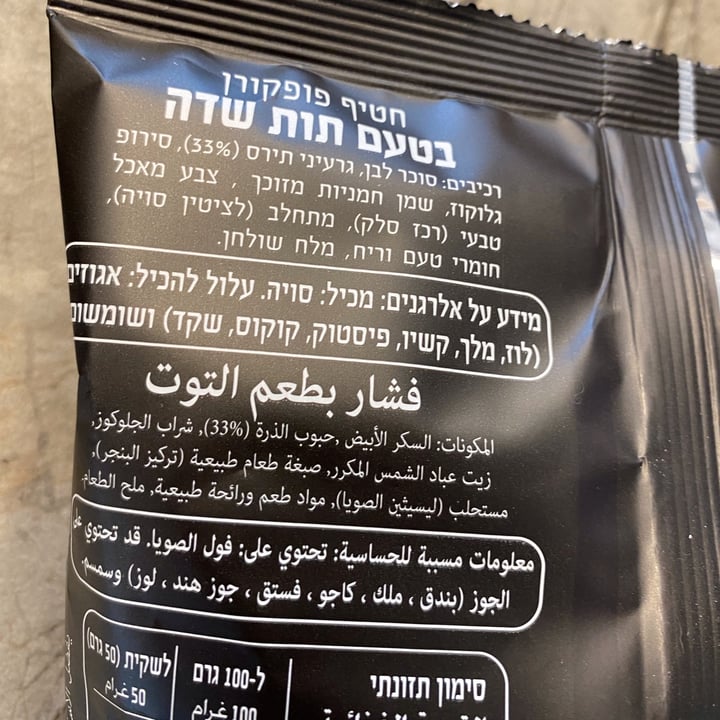 חטיף פופקורן
בטעם תות שדה
רכיבים: סוכר לבן, גרעיני תירס (33%), סירופ
גלוקוז, שמן חמניות מזוכך , צבע מאכל
טבעי (רכז סלק), מתחלב (לציטין סויה),
חומרי טעם וריח, מלח שולחן.
מידע על אלרגנים: מכיל: סויה. עלול להכיל: אגוזים
(לוז, מלך, קשיו, פיסטוק, קוקוס, שקד) ושומשום
فشار بطعم التوت
المكونات: السكر الأبيض ,حبوب الذرة (33%), شراب الجلوكوز,
زيت عباد الشمس المكرر, صبغة طعام طبيعية (تركيز البنجر),
مستحلب (ليسيثين الصويا), مواد طعم ورائحة طبيعية, ملح الطعام.
معلومات مسببة للحساسية: تحتوي على: فول الصويا. قد تحتوي
الجوز (بندق ، ملك ، كاجو ، فستق ، جوز هند ، لوز) وسمسم.
סימון תזונתי ל-100 גרם לשקית (50 גרם)
100 غرام 50 غرام